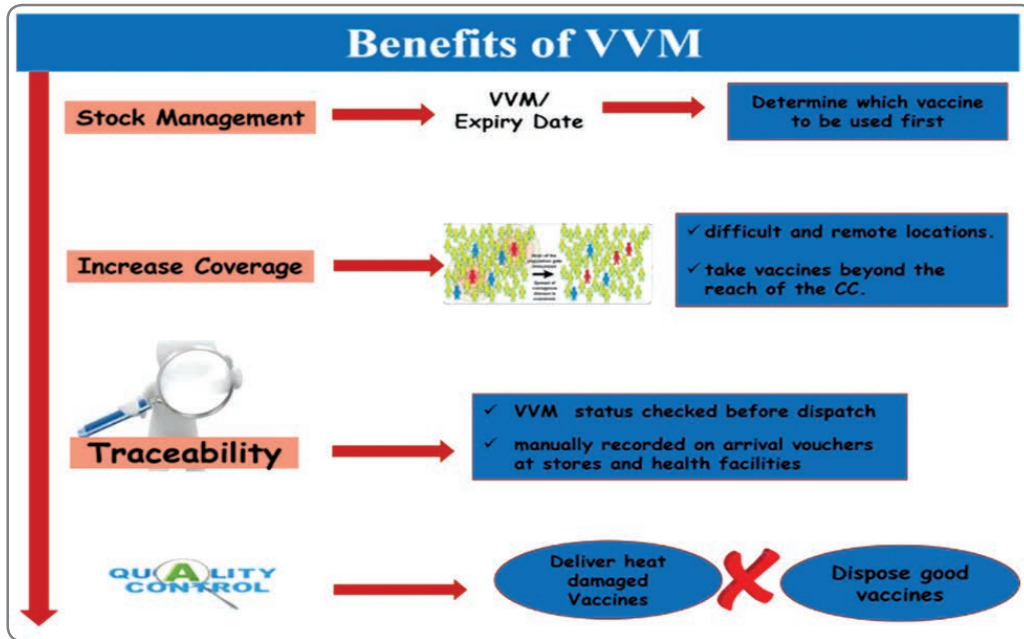 Benefits of VVM
Stock Management
VVM/
Expiry Date
Determine which vaccine
to be used first
Increase Coverage
✓ difficult and remote locations.
✓ take vaccines beyond the
reach of the CC.
Traceability
✓ VVM status checked before dispatch
✓ manually recorded on arrival vouchers
at stores and health facilities
QUALITY
CONTROL
Deliver heat
damaged
Vaccines
Dispose good
vaccines